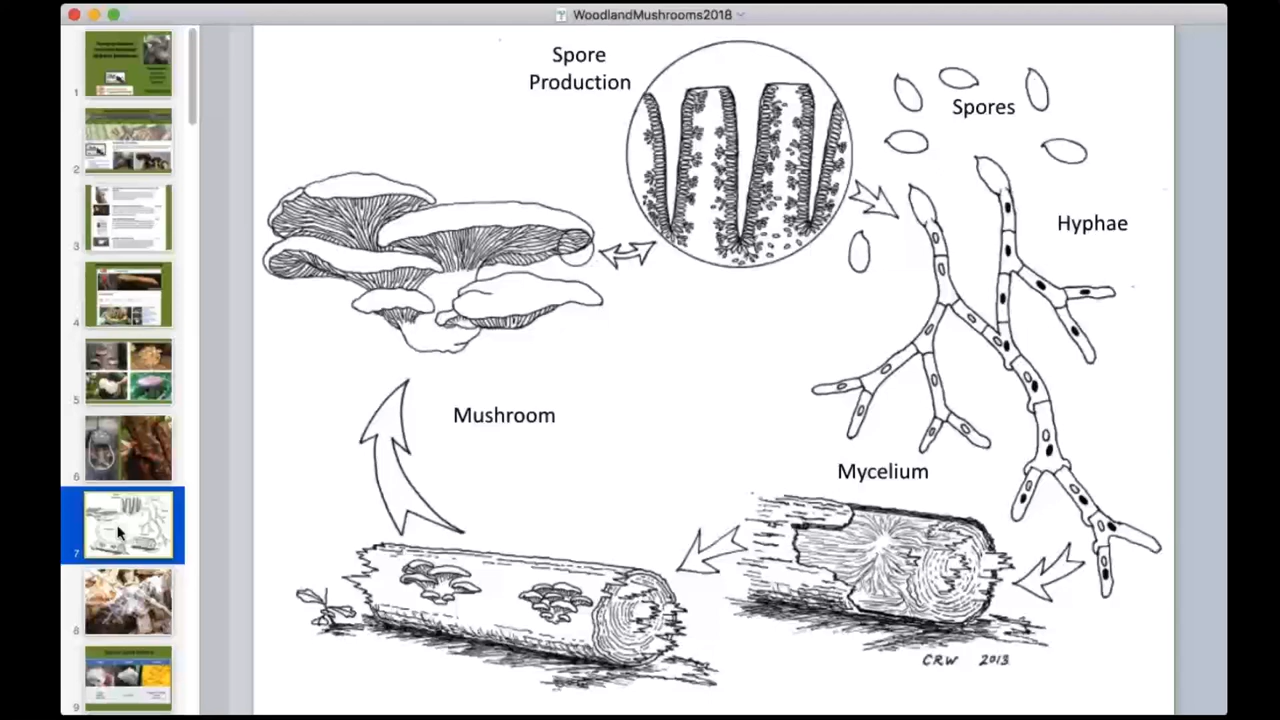 WoodlandMushrooms2018
Spore
Production
Spores
Hyphae
Mushroom
Mycelium
CRW 2013
1
2
3
4
5
6
7
8
9